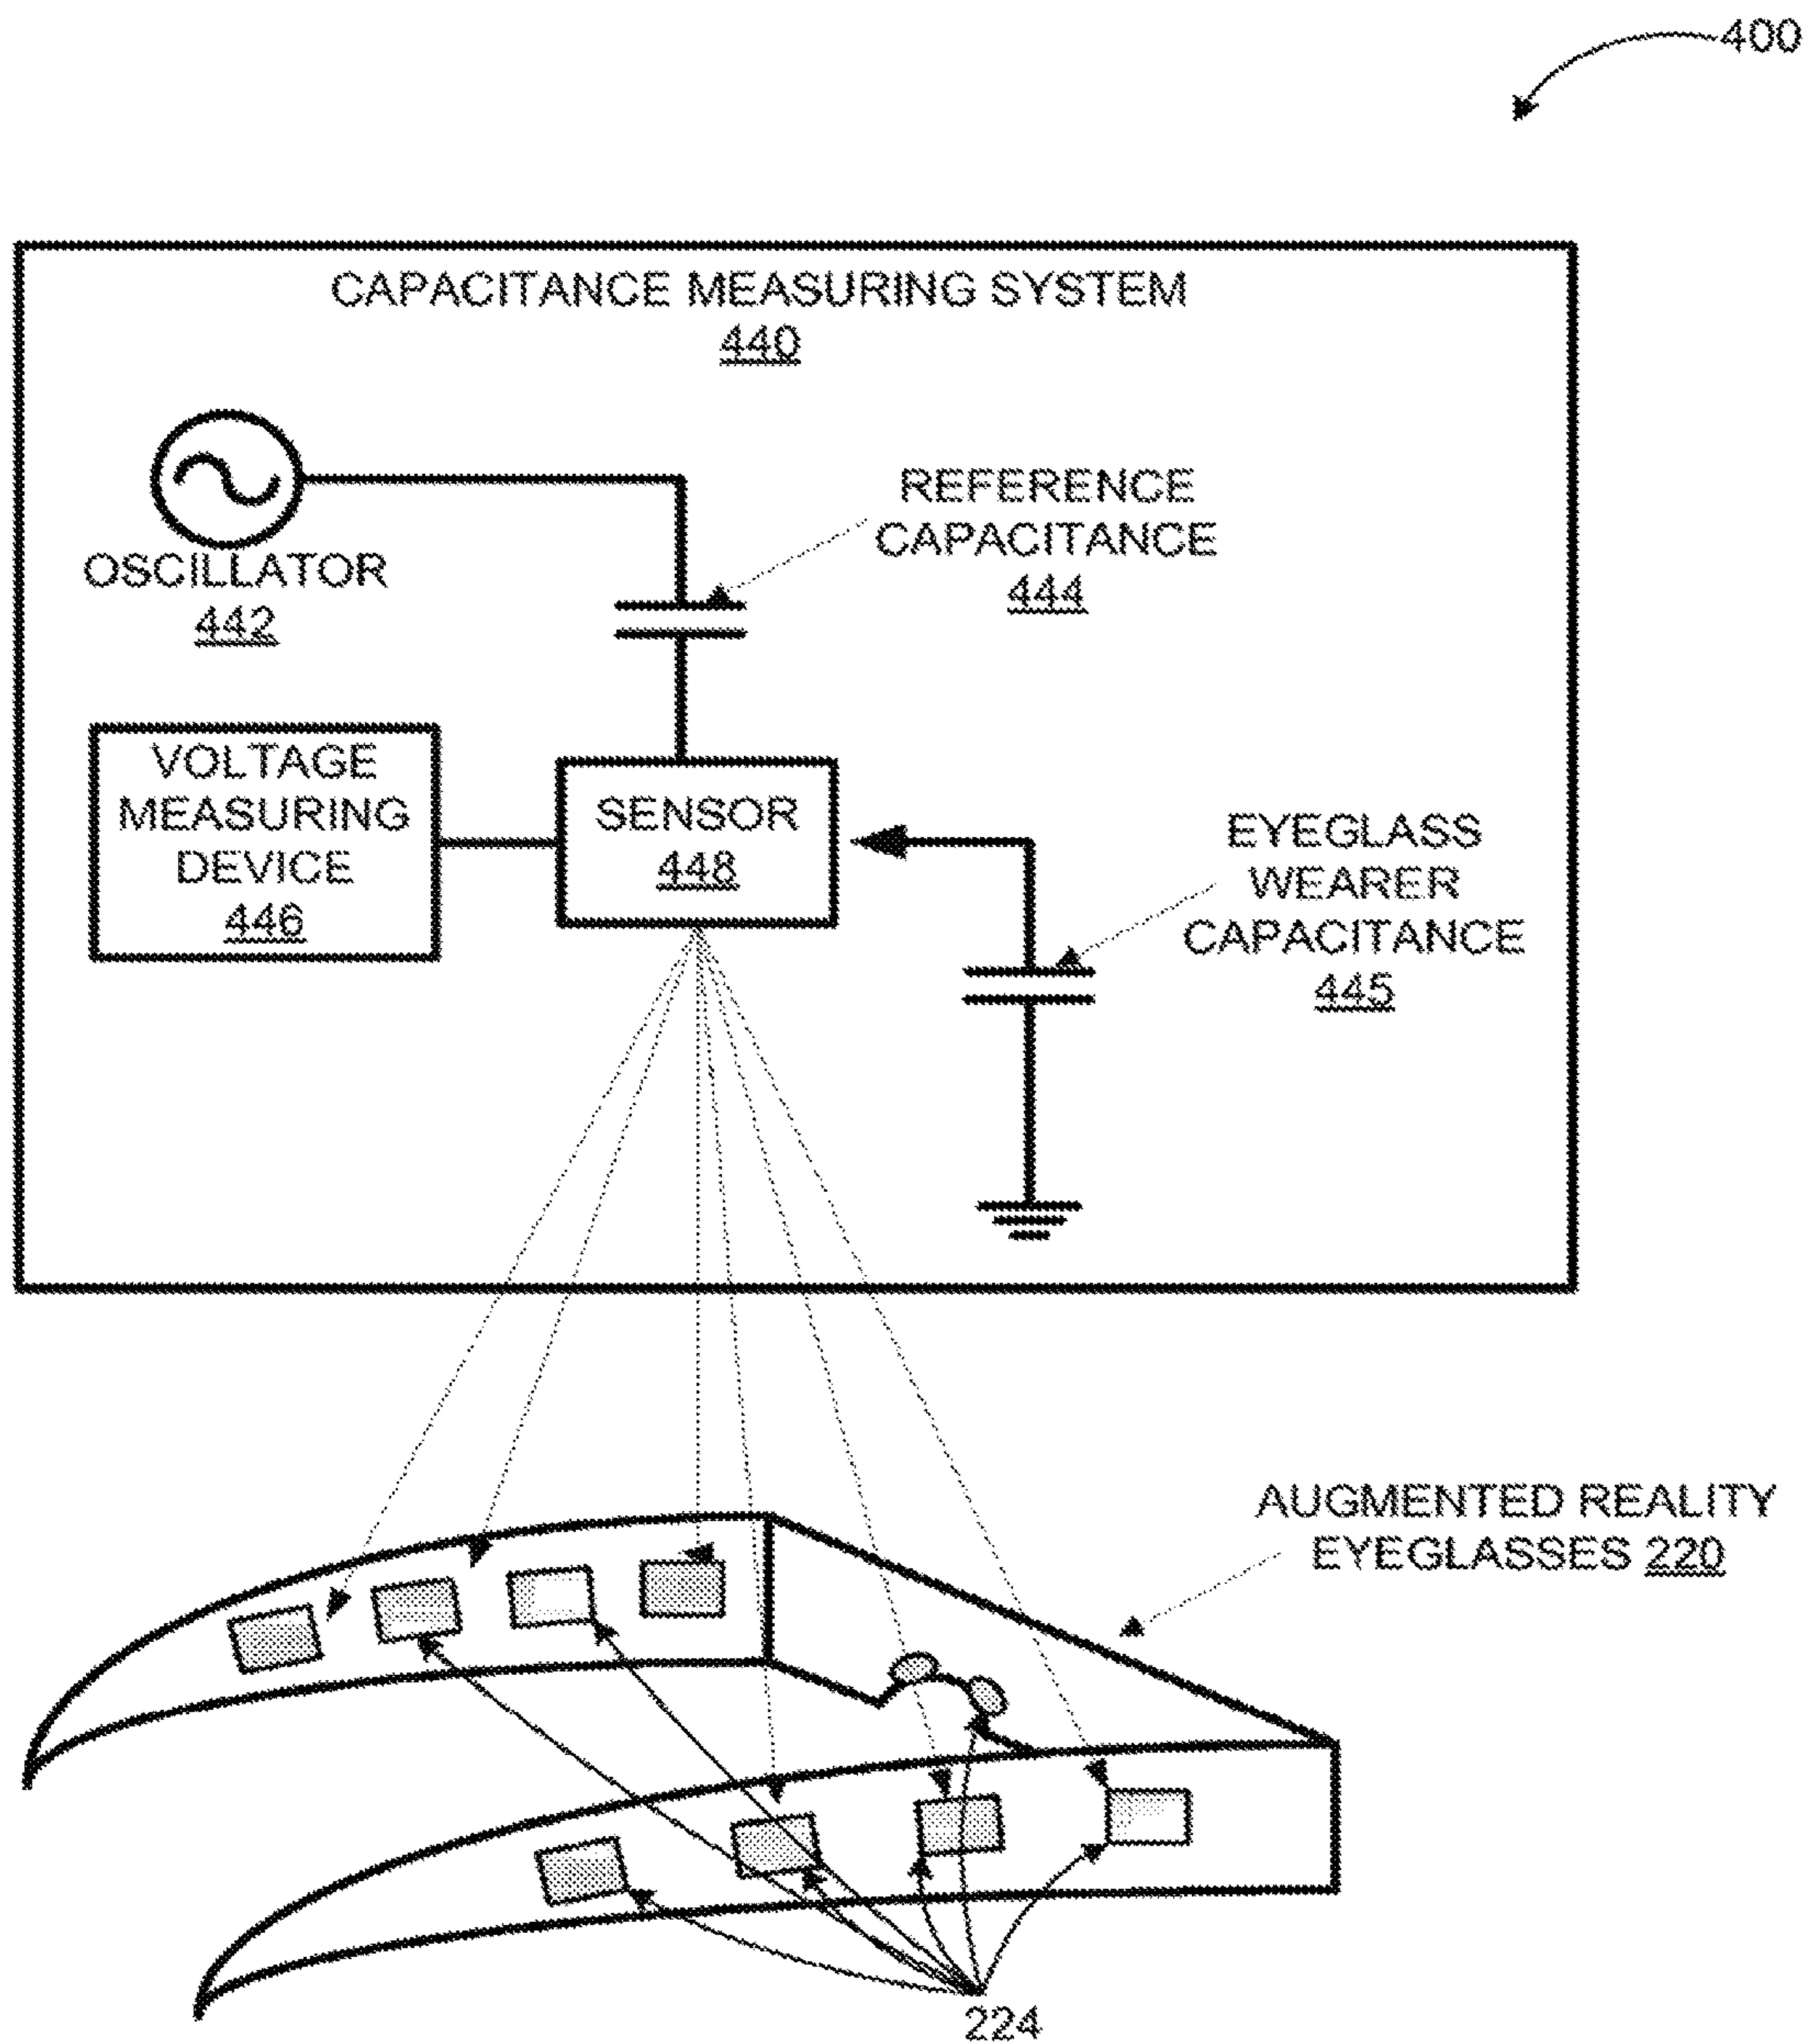 400
CAPACITANCE MEASURING SYSTEM
440
OSCILLATOR
442
REFERENCE
CAPACITANCE
444
VOLTAGE
MEASURING
DEVICE
446
SENSOR
448
EYEGLASS
WEARER
CAPACITANCE
445
AUGMENTED REALITY
EYEGLASSES 220
224